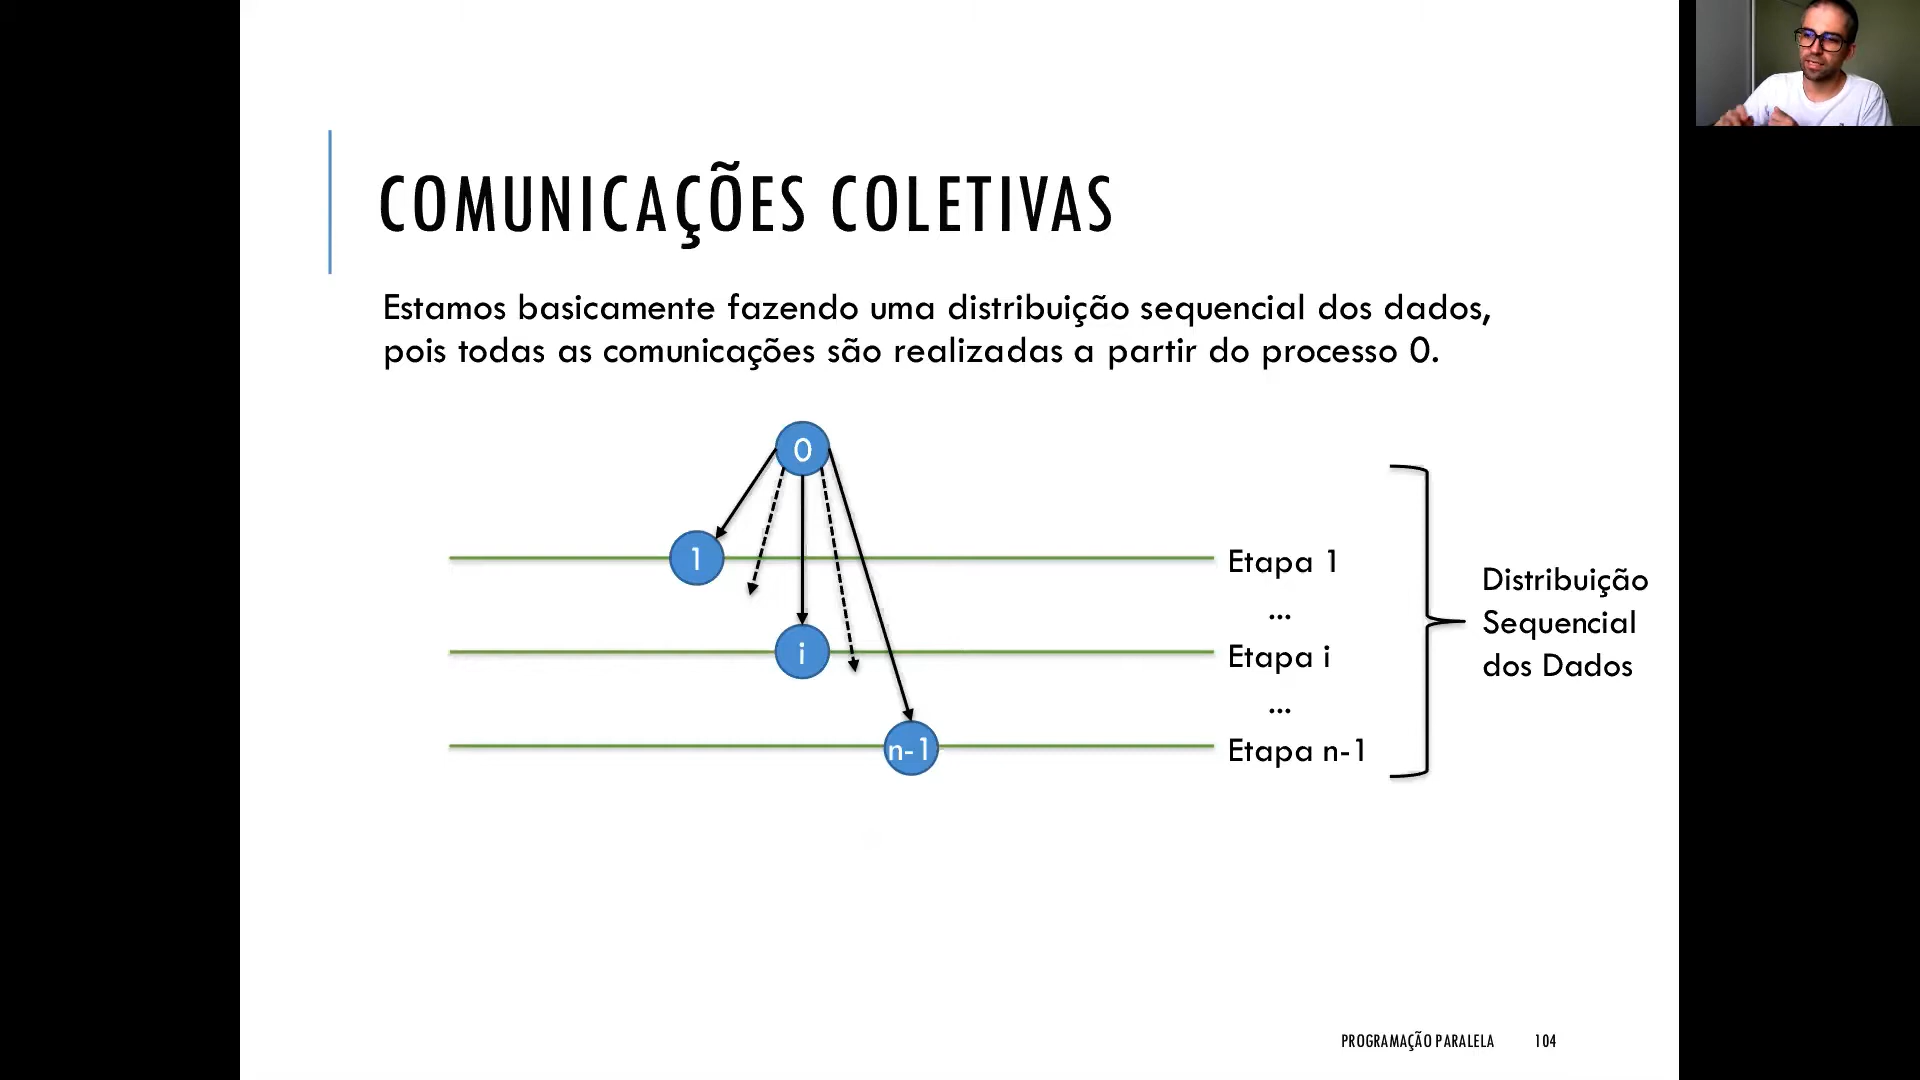 COMUNICAÇÕES COLETIVAS
Estamos basicamente fazendo uma distribuição sequencial dos dados,
pois todas as comunicações são realizadas a partir do processo 0.
0
1
Etapa 1
...
i
Etapa i
...
n-1
Etapa n-1
Distribuição
Sequencial
dos Dados
PROGRAMAÇÃO PARALELA 104